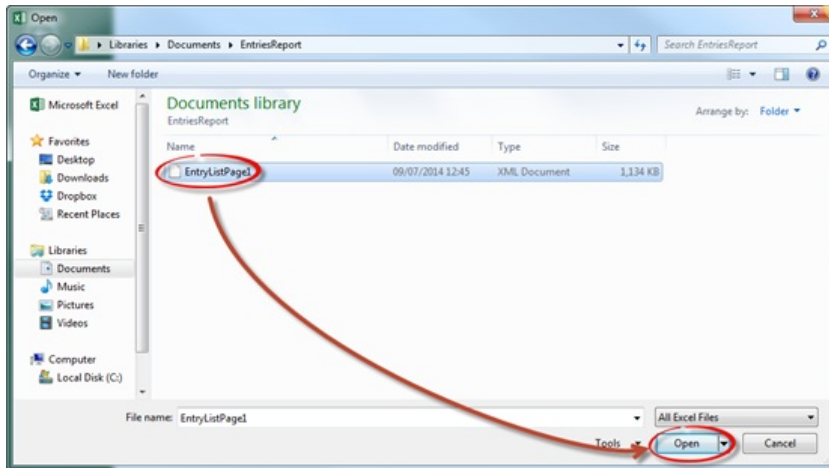 Open
Libraries Documents EntriesReport
Search EntriesReport
Organize New folder
Microsoft Excel
Favorites
Desktop
Downloads
Dropbox
Recent Places
Libraries
Documents
Music
Pictures
Videos
Computer
Local Disk (C:)
Documents library
EntriesReport
Arrange by: Folder
Name Date modified Type Size
EntryListPage1 09/07/2014 12:45 XML Document 1,134 KB
File name: EntryListPage1 All Excel Files
Tools Open Cancel